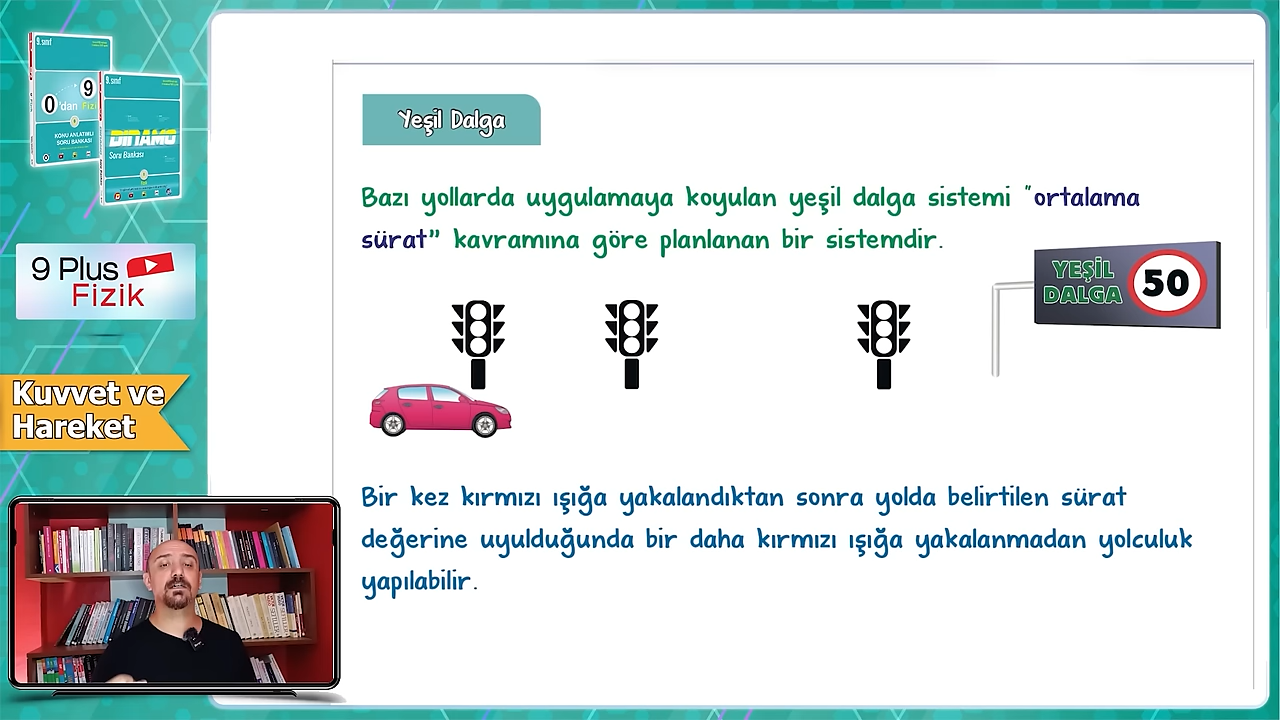 9.sınıf
0'dan 9
KONU ANLATIMLI
SORU BANKASI
9.sınıf
DİNAMO
Soru Bankası
9 Plus
Fizik
Kuvvet ve
Hareket
Yeşil Dalga
Bazı yollarda uygulamaya koyulan yeşil dalga sistemi "ortalama
sürat" kavramına göre planlanan bir sistemdir.
YEŞİL
DALGA
50
Bir kez kırmızı ışığa yakalandıktan sonra yolda belirtilen sürat
değerine uyulduğunda bir daha kırmızı ışığa yakalanmadan yolculuk
yapılabilir.